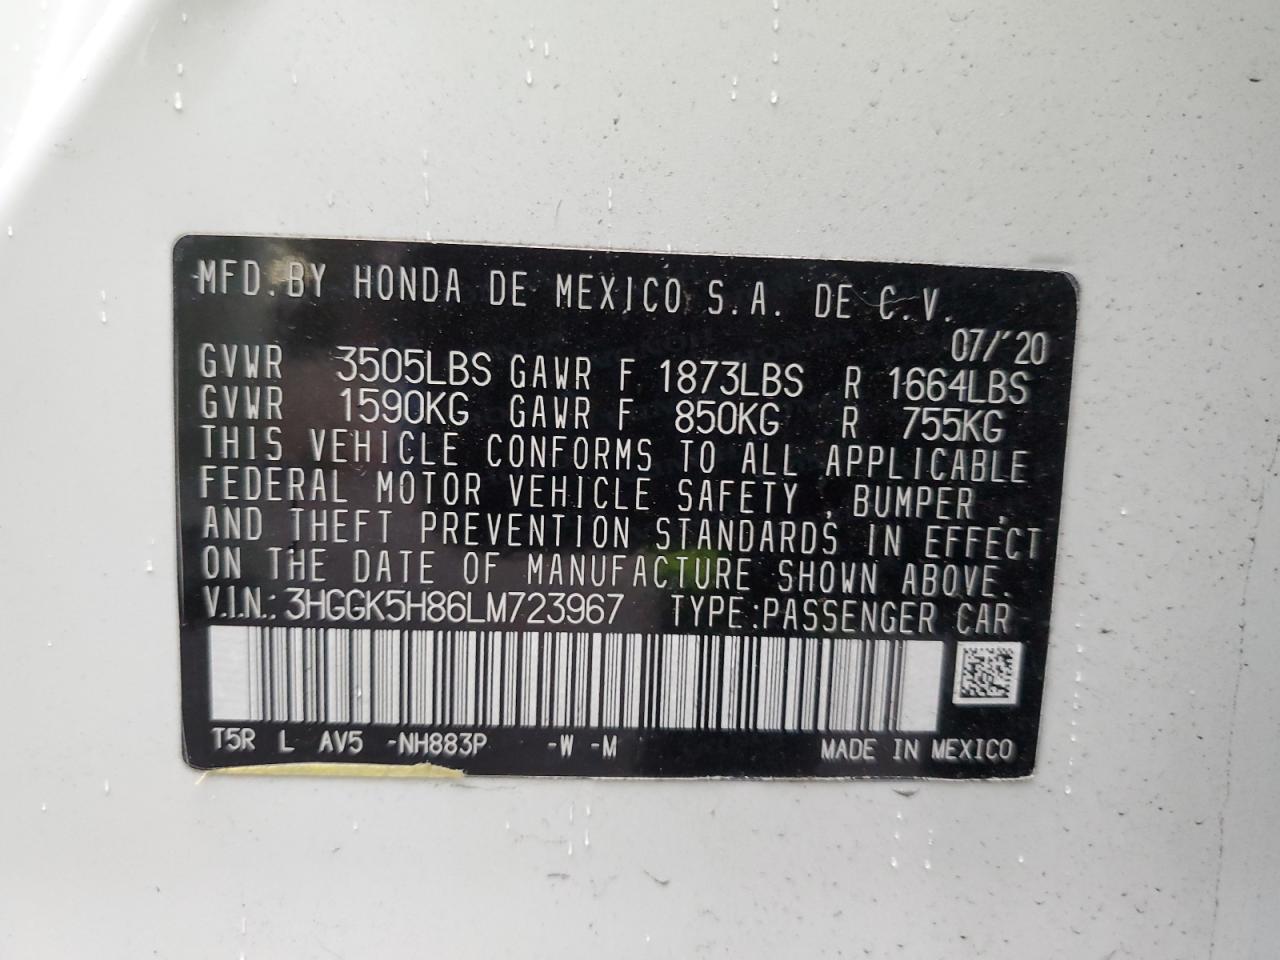 MFD.BY HONDA DE MEXICO S.A. DE C.V.
07/'20
GVWR 3505LBS GAWR F 1873LBS R 1664LBS
GVWR 1590KG GAWR F 850KG R 755KG
THIS VEHICLE CONFORMS TO ALL APPLICABLE
FEDERAL MOTOR VEHICLE SAFETY , BUMPER ,
AND THEFT PREVENTION STANDARDS IN EFFECT
ON THE DATE OF MANUFACTURE SHOWN ABOVE.
V.I.N.: 3HGGK5H86LM723967 TYPE:PASSENGER CAR
T5R L AV5 -NH883P -W -M MADE IN MEXICO